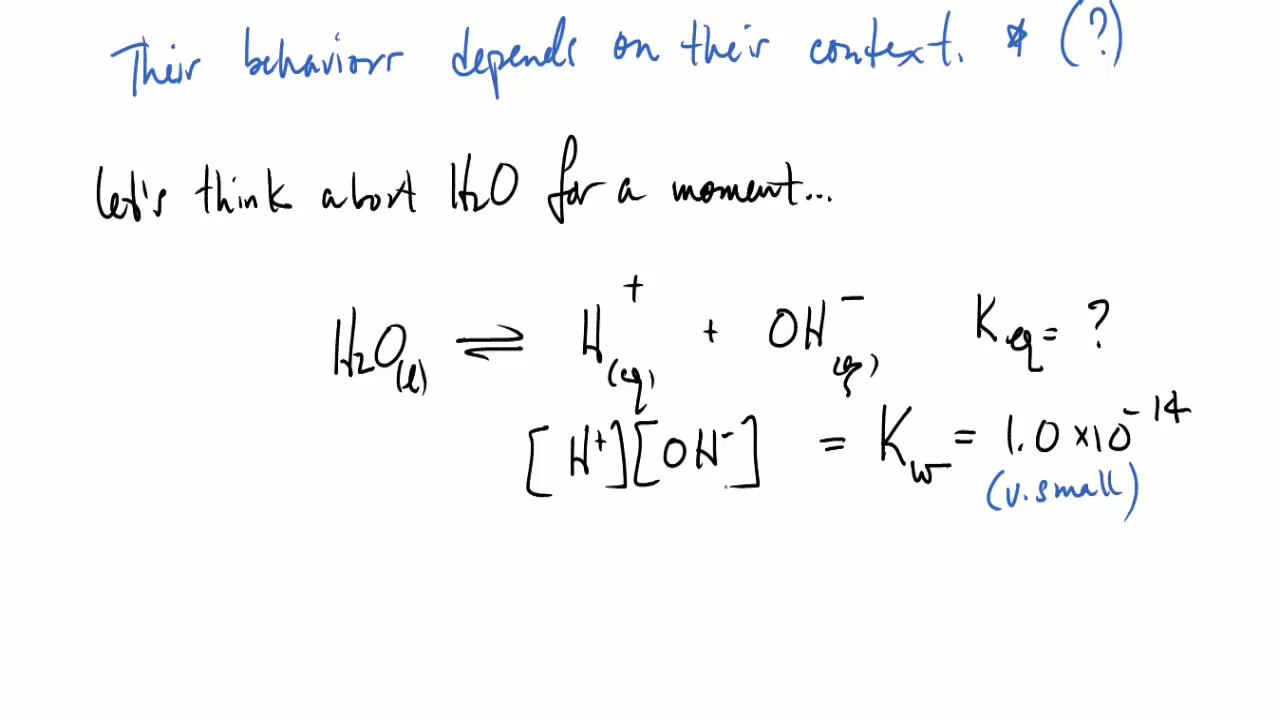 Their behaviors depends on their context. * (?)
Let's think about H₂O for a moment...
H₂O(l) ⇌ H⁺(aq) + OH⁻(aq) Keq = ?
[H⁺][OH⁻] = Kw = 1.0 ×10⁻¹⁴
(v. small)